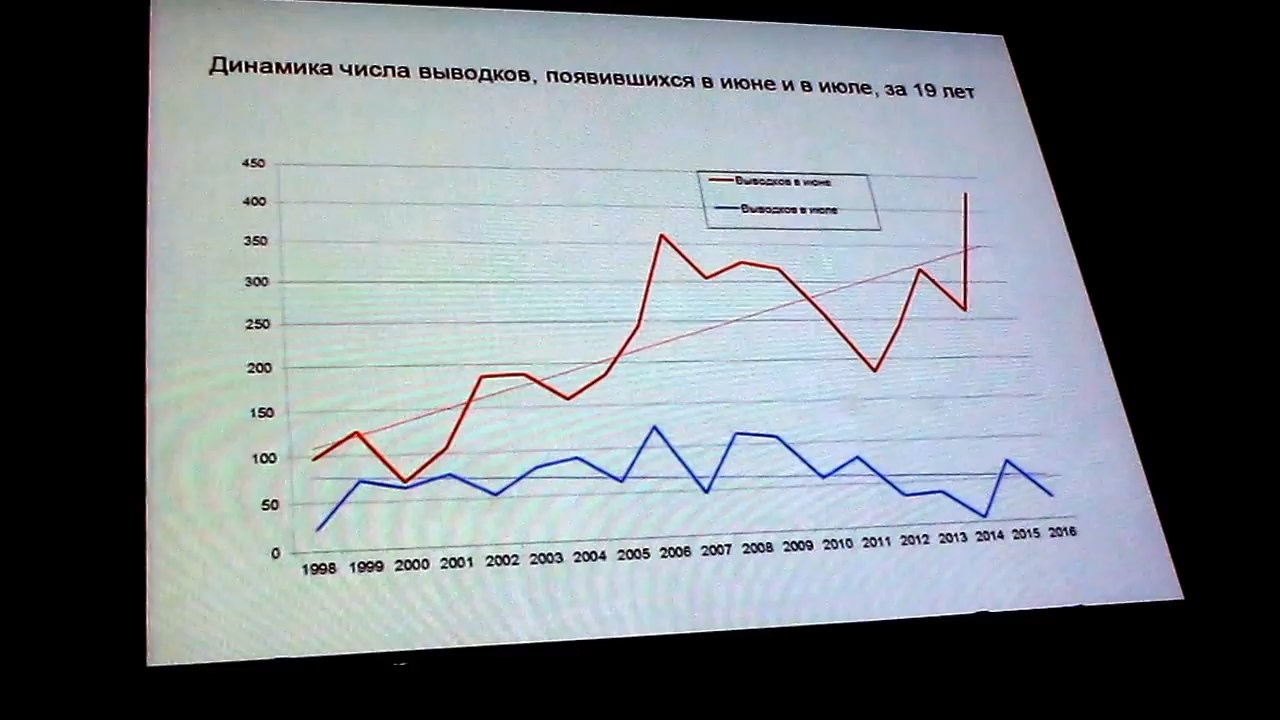 Динамика числа выводков, появившихся в июне и в июле, за 19 лет
450
400
350
300
250
200
150
100
50
0
Выводков в июне
Выводков в июле
1998 1999 2000 2001 2002 2003 2004 2005 2006 2007 2008 2009 2010 2011 2012 2013 2014 2015 2016